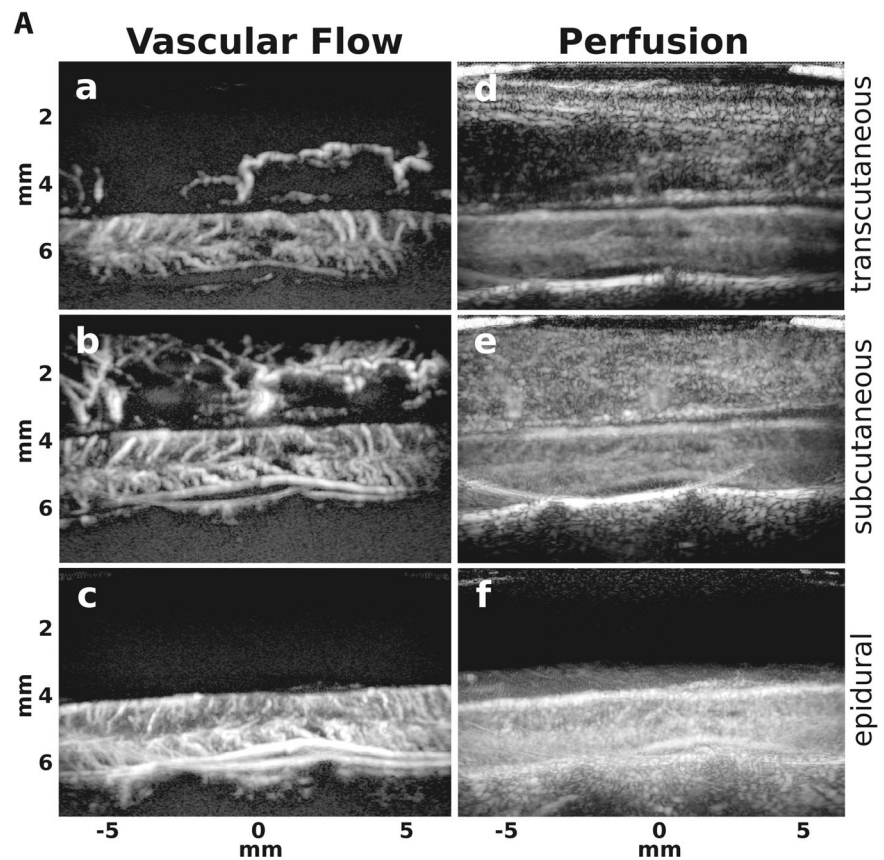 A
Vascular Flow Perfusion
a
d
2
mm
4
6
transcutaneous
b
e
2
mm
4
6
subcutaneous
c
f
2
mm
4
6
epidural
-5 0 5 -5 0 5
mm mm